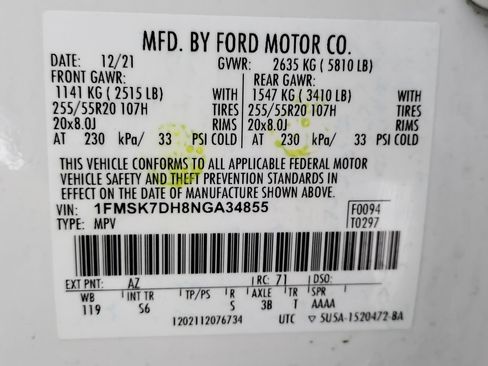 MFD. BY FORD MOTOR CO.
DATE: 12/21 GVWR: 2635 KG ( 5810 LB)
FRONT GAWR: REAR GAWR:
1141 KG ( 2515 LB) WITH 1547 KG ( 3410 LB) WITH
255/55R20 107H TIRES 255/55R20 107H TIRES
20x8.0J RIMS 20x8.0J RIMS
AT 230 kPa/ 33 PSI COLD AT 230 kPa/ 33 PSI COLD
THIS VEHICLE CONFORMS TO ALL APPLICABLE FEDERAL MOTOR
VEHICLE SAFETY AND THEFT PREVENTION STANDARDS IN
EFFECT ON THE DATE OF MANUFACTURE SHOWN ABOVE.
VIN: 1FMSK7DH8NGA34855 F0094
TYPE: MPV T0297
EXT PNT: AZ RC: 71 DSO:
WB INT TR TP/PS R AXLE TR SPR
119 S6 S 3B T AAAA
1202112076734 UTC ▽ 5U5A-1520472-BA